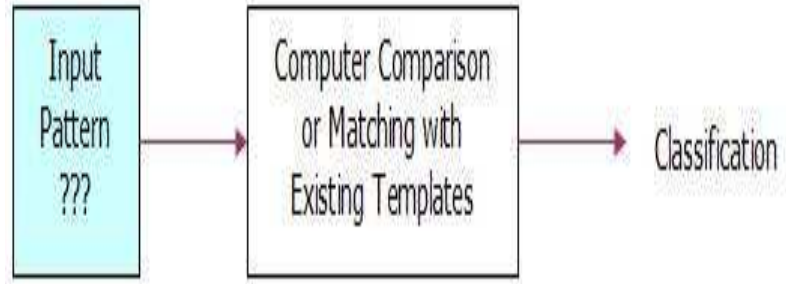 Input
Pattern
???
Computer Comparison
or Matching with
Existing Templates
Classification